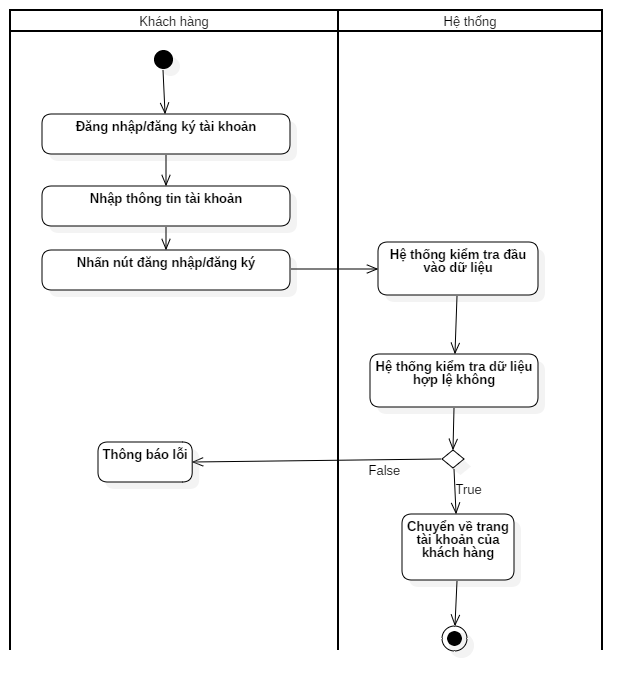 Khách hàng
Hệ thống
Đăng nhập/đăng ký tài khoản
Nhập thông tin tài khoản
Nhấn nút đăng nhập/đăng ký
Hệ thống kiểm tra đầu
vào dữ liệu
Hệ thống kiểm tra dữ liệu
hợp lệ không
Thông báo lỗi
False
True
Chuyển về trang
tài khoản của
khách hàng